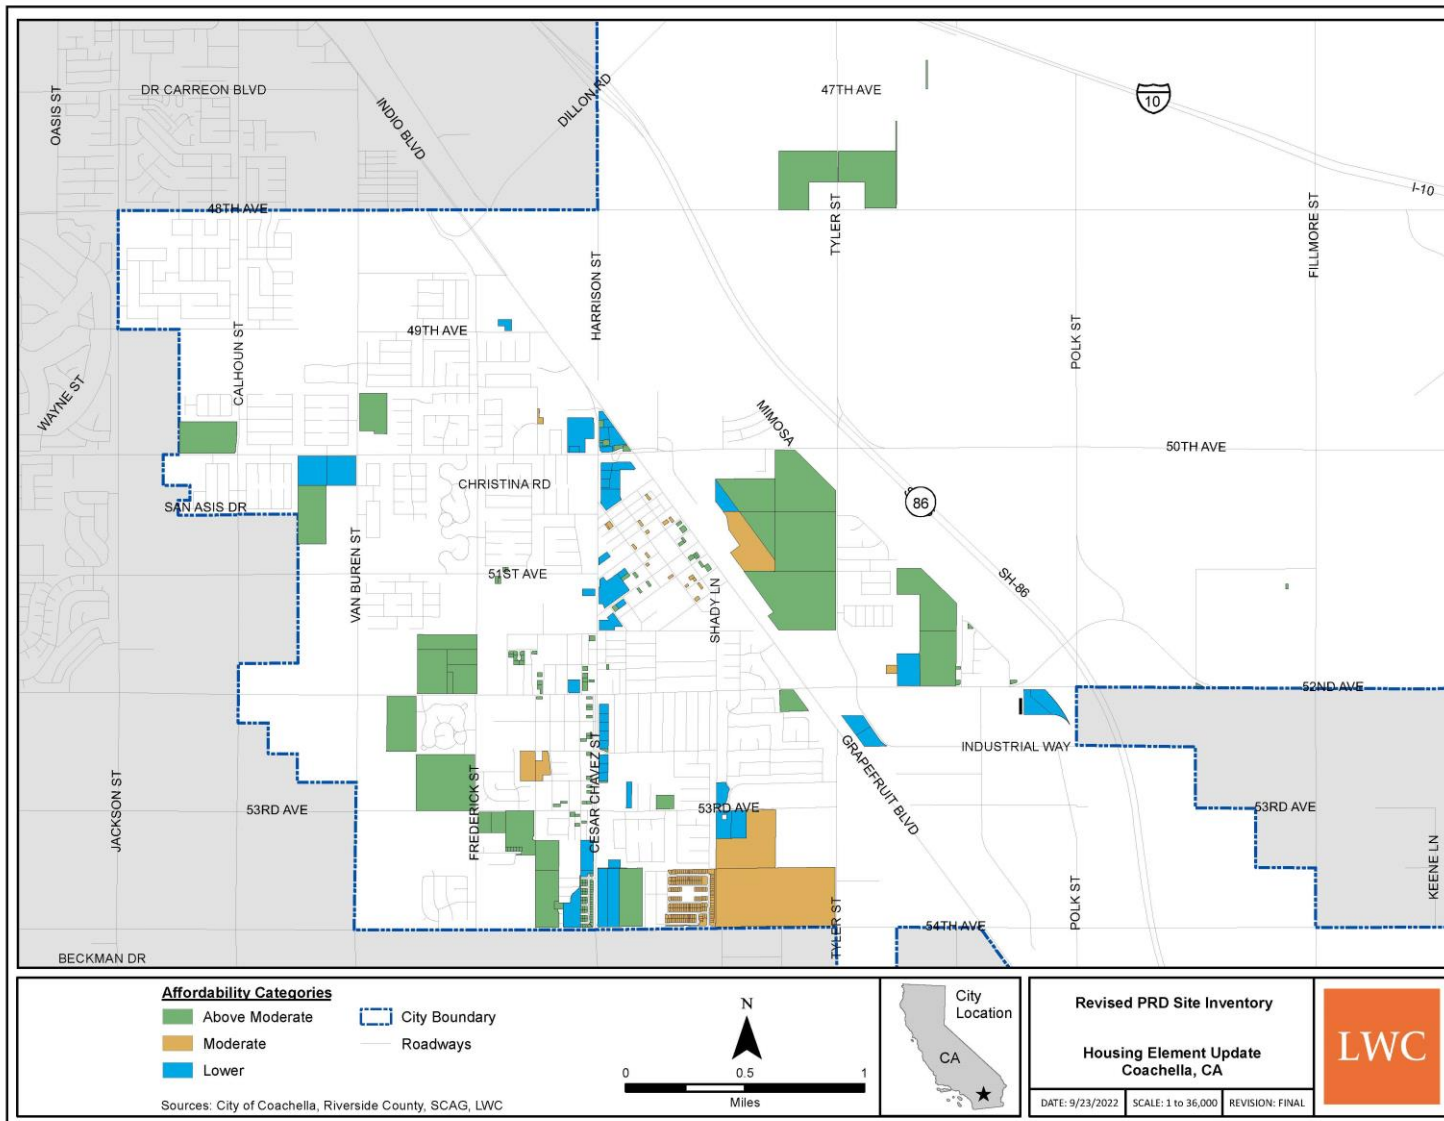 47TH AVE
DR CARREON BLVD
OASIS ST
INDIO BLVD
DILLON RD
10
I-10
48TH AVE
TYLER ST
FILLMORE ST
HARRISON ST
49TH AVE
CALHOUN ST
POLK ST
WAYNE ST
MIMOSA
50TH AVE
CHRISTINA RD
SAN ASIS DR
86
VAN BUREN ST
51ST AVE
SH-86
SHADY LN
52ND AVE
INDUSTRIAL WAY
GRAPEFRUIT BLVD
CESAR CHAVEZ ST
FREDERICK ST
JACKSON ST
53RD AVE
53RD AVE
53RD AVE
KEENE LN
POLK ST
TYLER ST
54TH AVE
BECKMAN DR
Affordability Categories
Above Moderate
Moderate
Lower
City Boundary
Roadways
Sources: City of Coachella, Riverside County, SCAG, LWC
N
0 0.5 1
Miles
City
Location
CA
Revised PRD Site Inventory
Housing Element Update
Coachella, CA
DATE: 9/23/2022
SCALE: 1 to 36,000
REVISION: FINAL
LWC